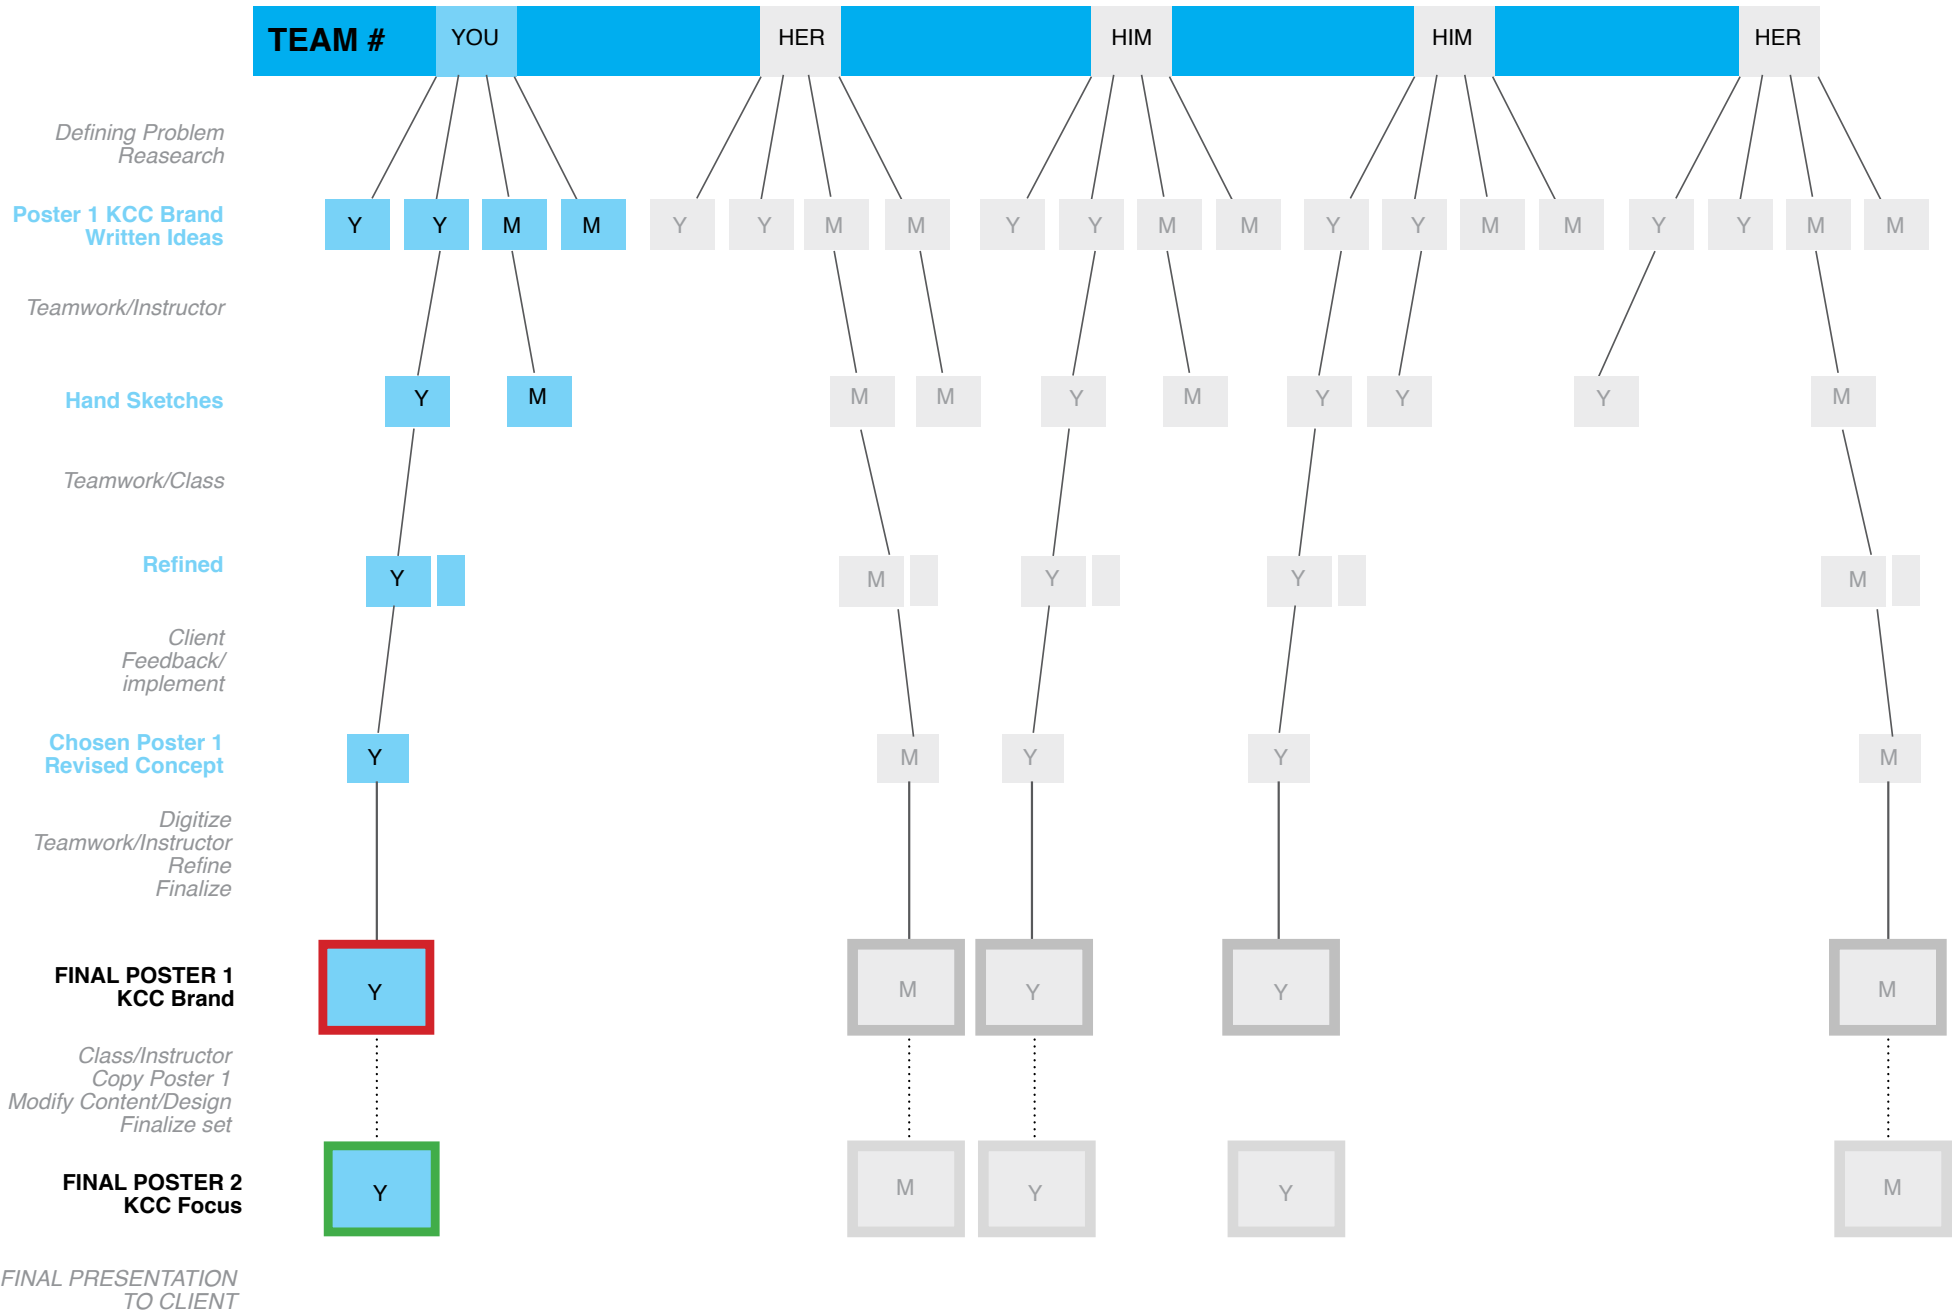 TEAM # YOU HER HIM HIM HER
Defining Problem
Reasearch
Poster 1 KCC Brand
Written Ideas
Y Y M M Y Y M M Y Y M M Y Y M M Y Y M M
Teamwork/Instructor
Hand Sketches
Y M M M Y M Y Y Y M
Teamwork/Class
Refined
Y M Y Y M
Client
Feedback/
implement
Chosen Poster 1
Revised Concept
Y M Y Y M
Digitize
Teamwork/Instructor
Refine
Finalize
FINAL POSTER 1
KCC Brand
Y M Y Y M
Class/Instructor
Copy Poster 1
Modify Content/Design
Finalize set
FINAL POSTER 2
KCC Focus
Y M Y Y M
FINAL PRESENTATION
TO CLIENT